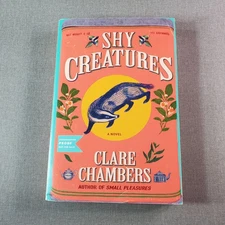 SHY
CREATURES
A NOVEL
CLARE
CHAMBERS
AUTHOR OF SMALL PLEASURES